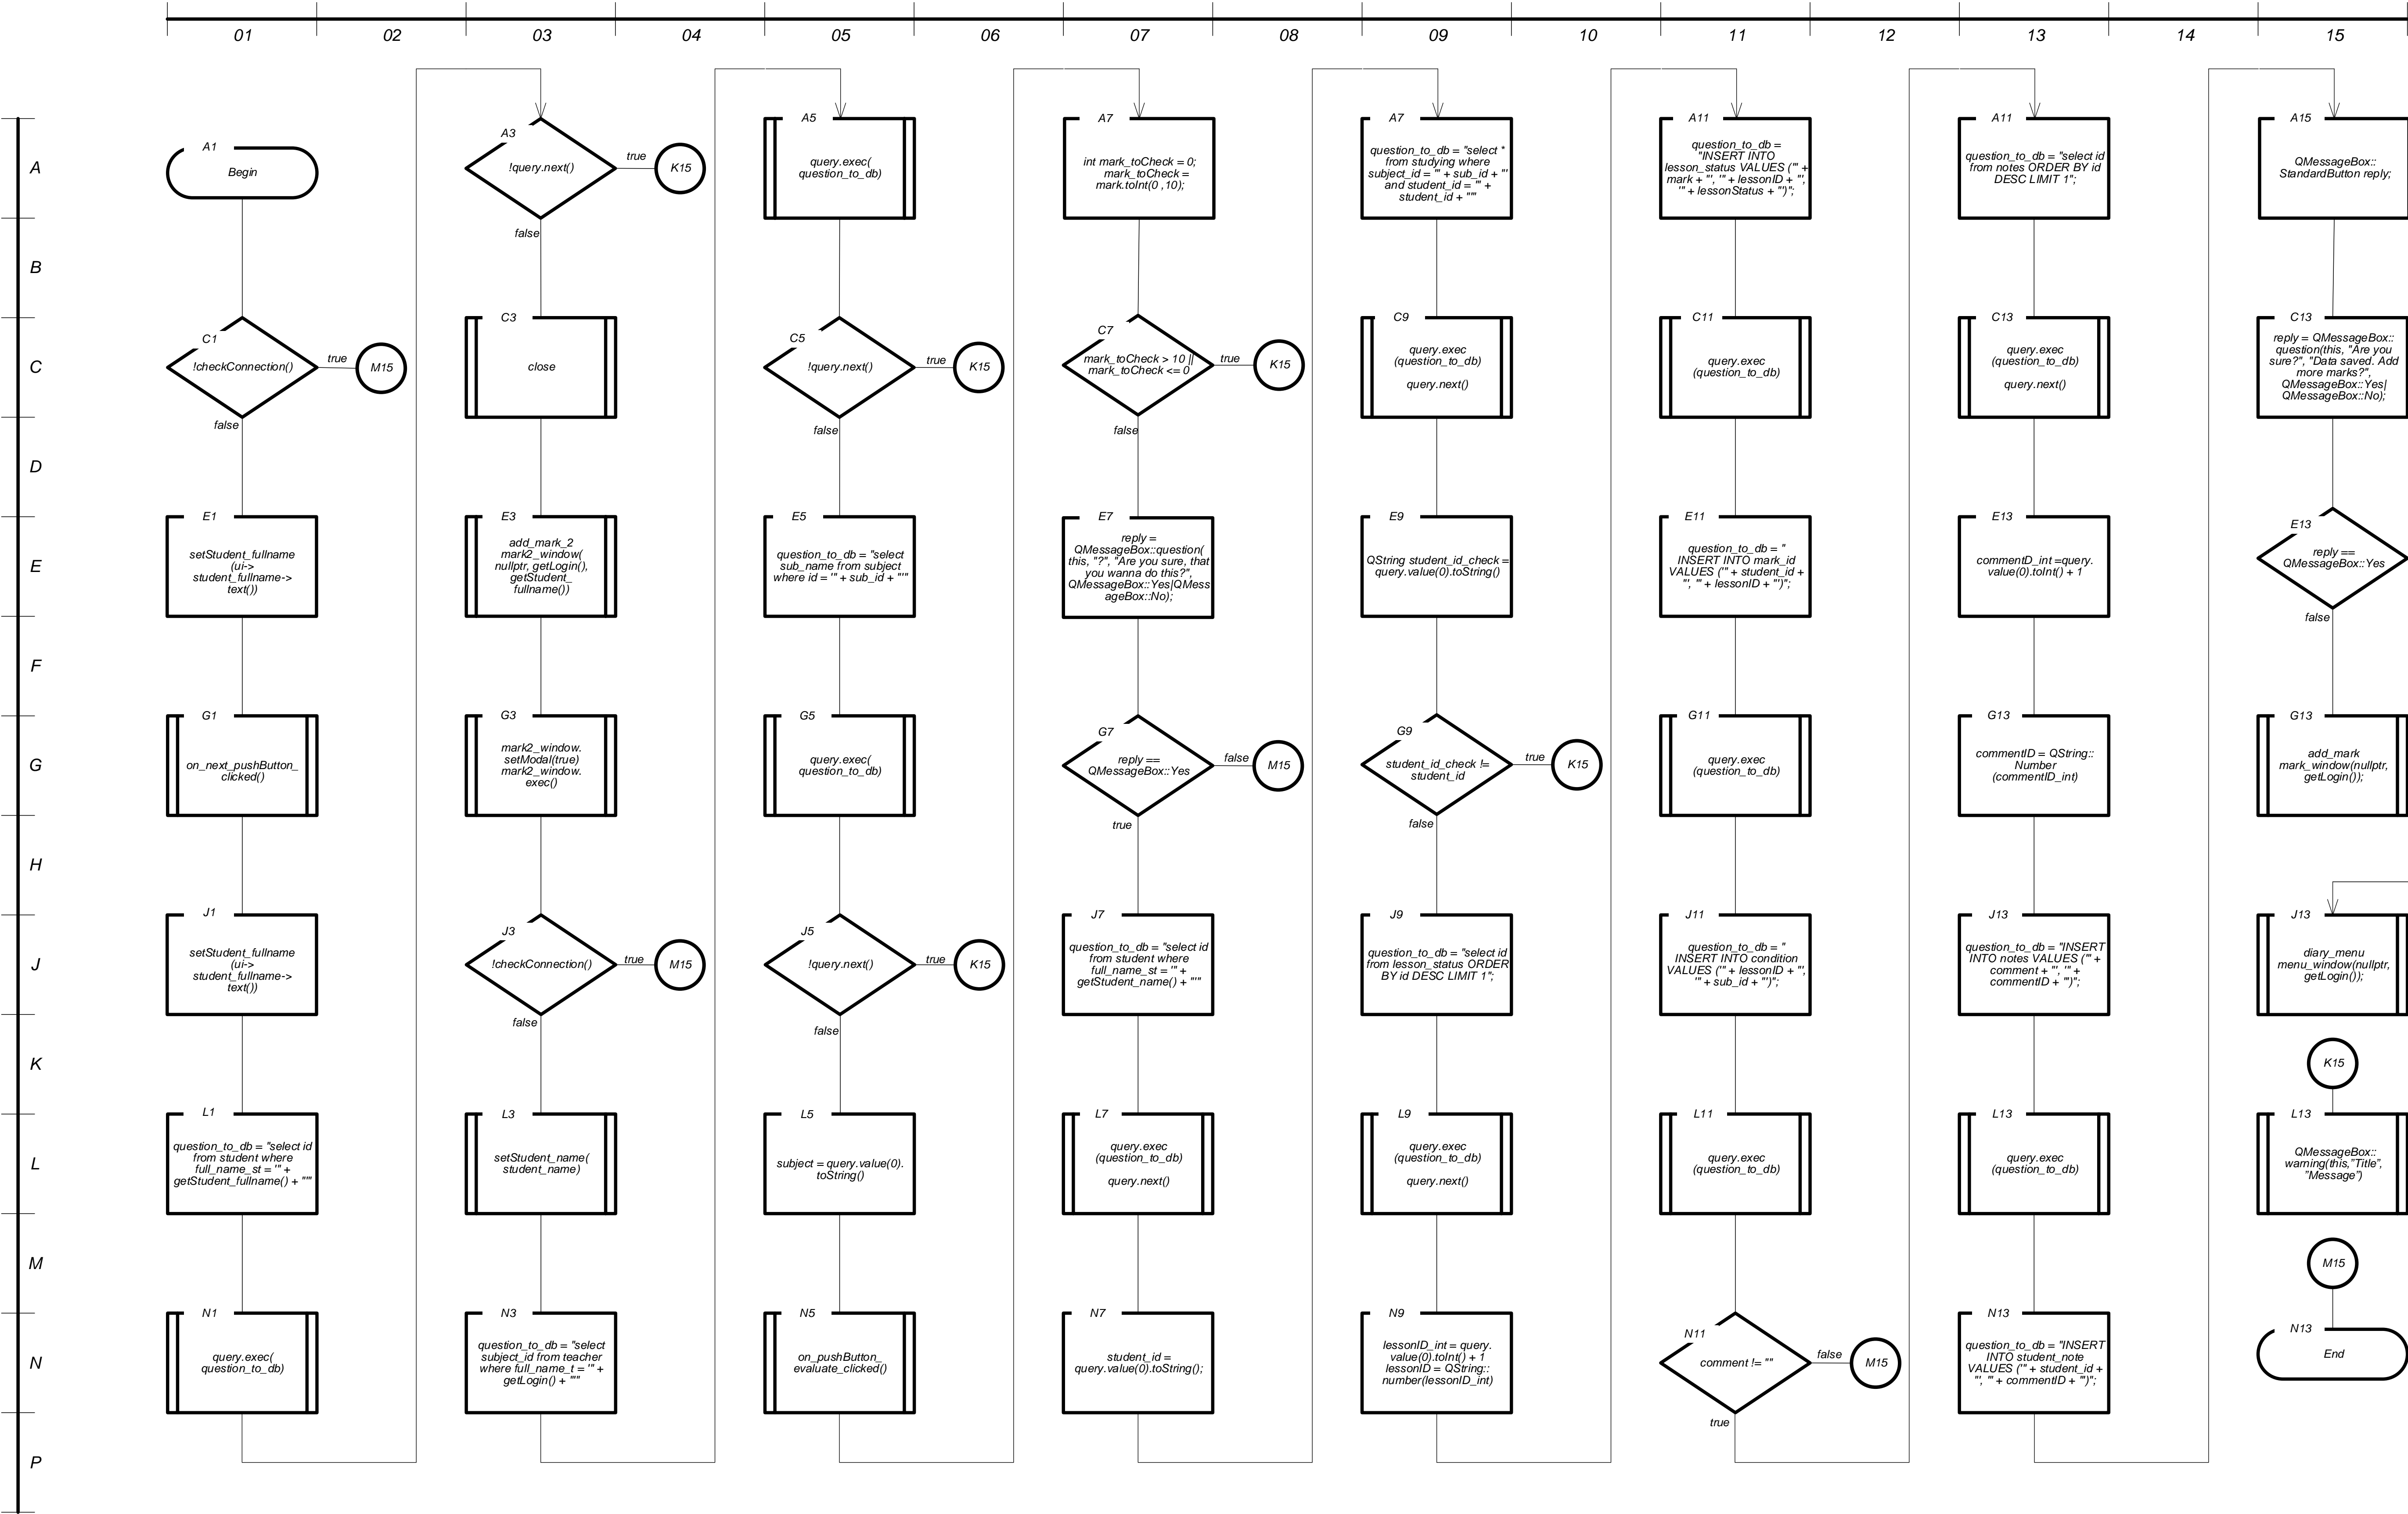 01 02 03 04 05 06 07 08 09 10 11 12 13 14 15
A
B
C
D
E
F
G
H
J
K
L
M
N
P
A1
Begin
C1
!checkConnection()
true
M15
false
E1
setStudent_fullname
(ui->
student_fullname->
text())
G1
on_next_pushButton_
clicked()
J1
setStudent_fullname
(ui->
student_fullname->
text())
L1
question_to_db = "select id
from student where
full_name_st = '" +
getStudent_fullname() + "'"
N1
query.exec(
question_to_db)
A3
!query.next()
true
K15
false
C3
close
E3
add_mark_2
mark2_window(
nullptr, getLogin(),
getStudent_
fullname())
G3
mark2_window.
setModal(true)
mark2_window.
exec()
J3
!checkConnection()
true
M15
false
L3
setStudent_name(
student_name)
N3
question_to_db = "select
subject_id from teacher
where full_name_t = '" +
getLogin() + "'"
A5
query.exec(
question_to_db)
C5
!query.next()
true
K15
false
E5
question_to_db = "select
sub_name from subject
where id = '" + sub_id + "'"
G5
query.exec(
question_to_db)
J5
!query.next()
true
K15
false
L5
subject = query.value(0).
toString()
N5
on_pushButton_
evaluate_clicked()
A7
int mark_toCheck = 0;
mark_toCheck =
mark.toInt(0 ,10);
C7
mark_toCheck > 10 ||
mark_toCheck <= 0
true
K15
false
E7
reply =
QMessageBox::question(
this, "?", "Are you sure, that
you wanna do this?",
QMessageBox::Yes|QMess
ageBox::No);
G7
reply ==
QMessageBox::Yes
false
M15
true
J7
question_to_db = "select id
from student where
full_name_st = '" +
getStudent_name() + "'"
L7
query.exec
(question_to_db)
query.next()
N7
student_id =
query.value(0).toString();
A7
question_to_db = "select *
from studying where
subject_id = '" + sub_id + "'
and student_id = '" +
student_id + "'"
C9
query.exec
(question_to_db)
query.next()
E9
QString student_id_check =
query.value(0).toString()
G9
student_id_check !=
student_id
true
K15
false
J9
question_to_db = "select id
from lesson_status ORDER
BY id DESC LIMIT 1";
L9
query.exec
(question_to_db)
query.next()
N9
lessonID_int = query.
value(0).toInt() + 1
lessonID = QString::
number(lessonID_int)
A11
question_to_db =
"INSERT INTO
lesson_status VALUES ('" +
mark + "', '" + lessonID + "',
'" + lessonStatus + "')";
C11
query.exec
(question_to_db)
E11
question_to_db = "
INSERT INTO mark_id
VALUES ('" + student_id +
"', '" + lessonID + "')";
G11
query.exec
(question_to_db)
J11
question_to_db = "
INSERT INTO condition
VALUES ('" + lessonID + "',
'" + sub_id + "')";
L11
query.exec
(question_to_db)
N11
comment != ""
false
M15
true
A11
question_to_db = "select id
from notes ORDER BY id
DESC LIMIT 1";
C13
query.exec
(question_to_db)
query.next()
E13
commentD_int =query.
value(0).toInt() + 1
G13
commentID = QString::
Number
(commentID_int)
J13
question_to_db = "INSERT
INTO notes VALUES ('" +
comment + "', '" +
commentID + "')";
L13
query.exec
(question_to_db)
N13
question_to_db = "INSERT
INTO student_note
VALUES ('" + student_id +
"', '" + commentID + "')";
A15
QMessageBox::
StandardButton reply;
C13
reply = QMessageBox::
question(this, "Are you
sure?", "Data saved. Add
more marks?",
QMessageBox::Yes|
QMessageBox::No);
E13
reply ==
QMessageBox::Yes
false
G13
add_mark
mark_window(nullptr,
getLogin());
J13
diary_menu
menu_window(nullptr,
getLogin());
K15
L13
QMessageBox::
warning(this,"Title",
"Message")
M15
N13
End